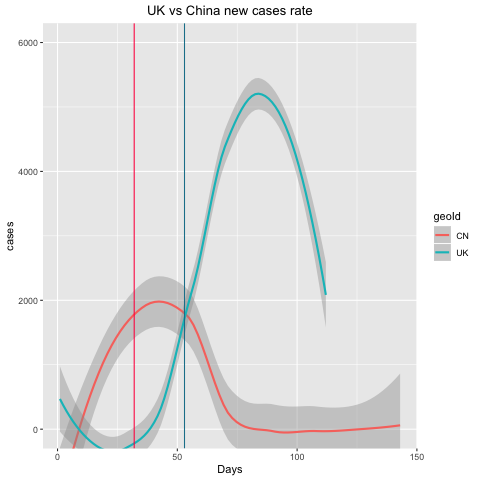 UK vs China new cases rate
6000
4000
2000
0
cases
0 50 100 150
Days
geoId
CN
UK